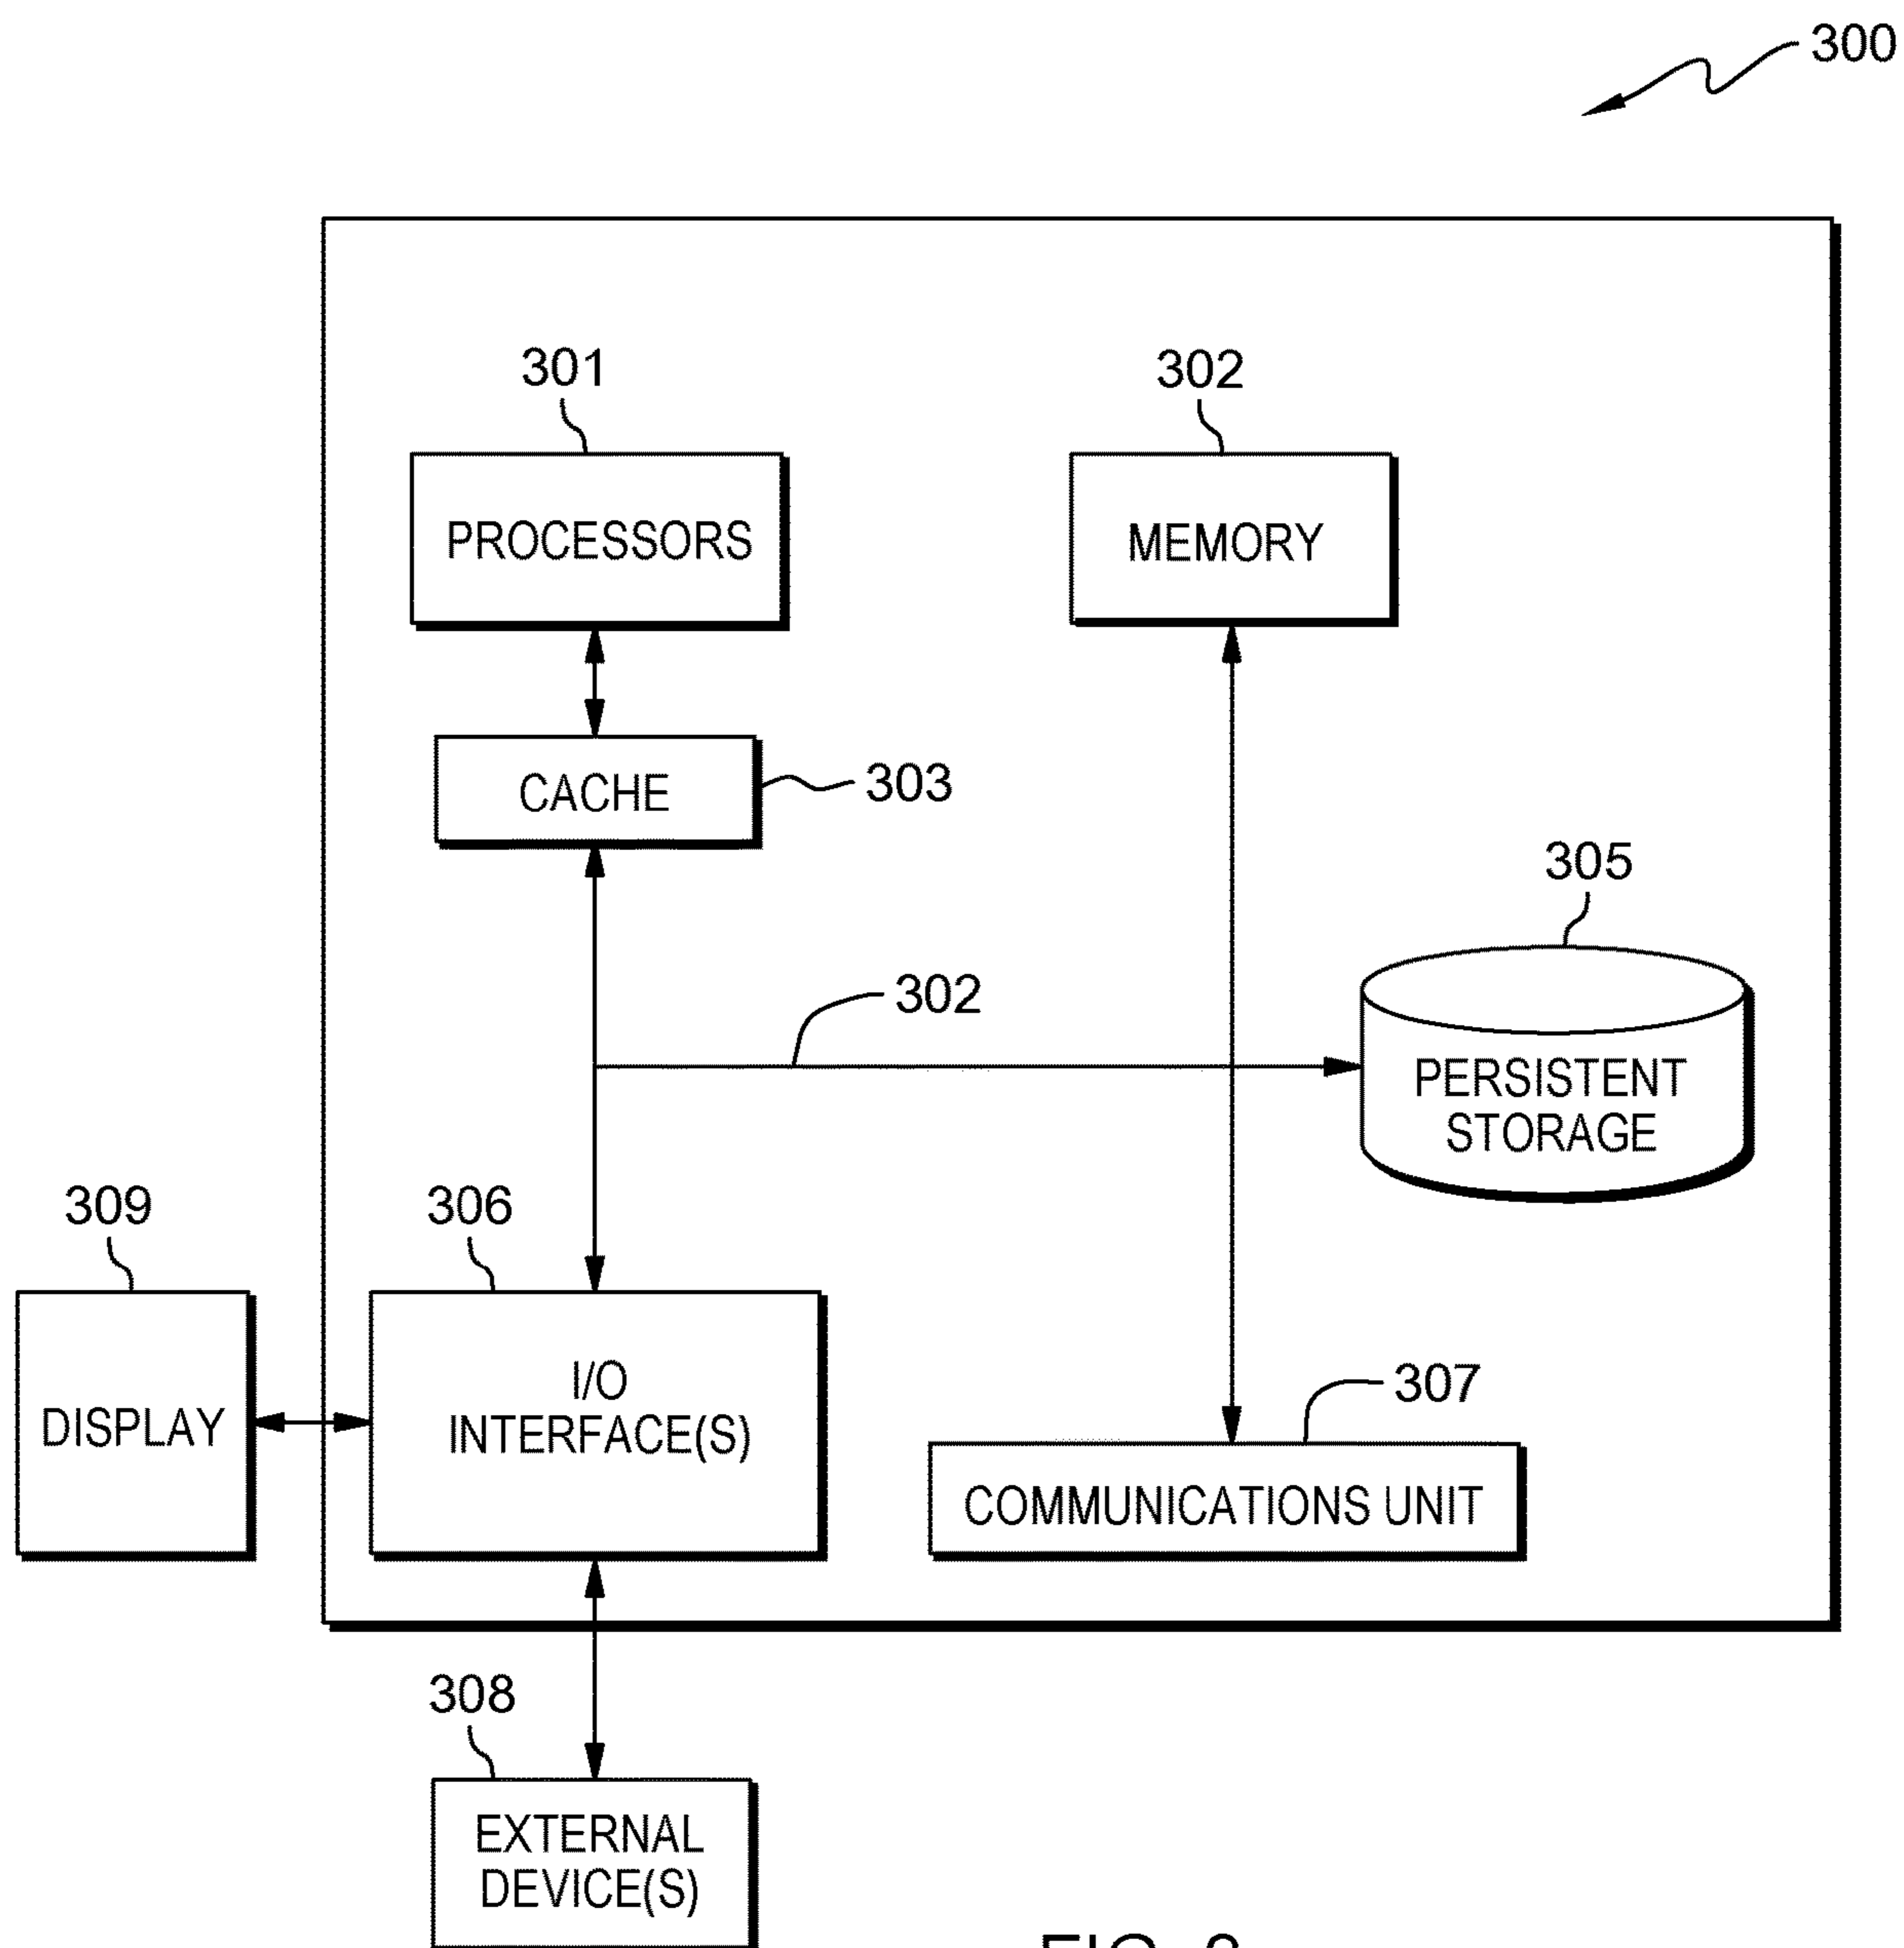 300
301
302
PROCESSORS
MEMORY
CACHE
303
305
302
PERSISTENT
STORAGE
309
306
I/O
INTERFACE(S)
DISPLAY
307
COMMUNICATIONS UNIT
308
EXTERNAL
DEVICE(S)
FIG.